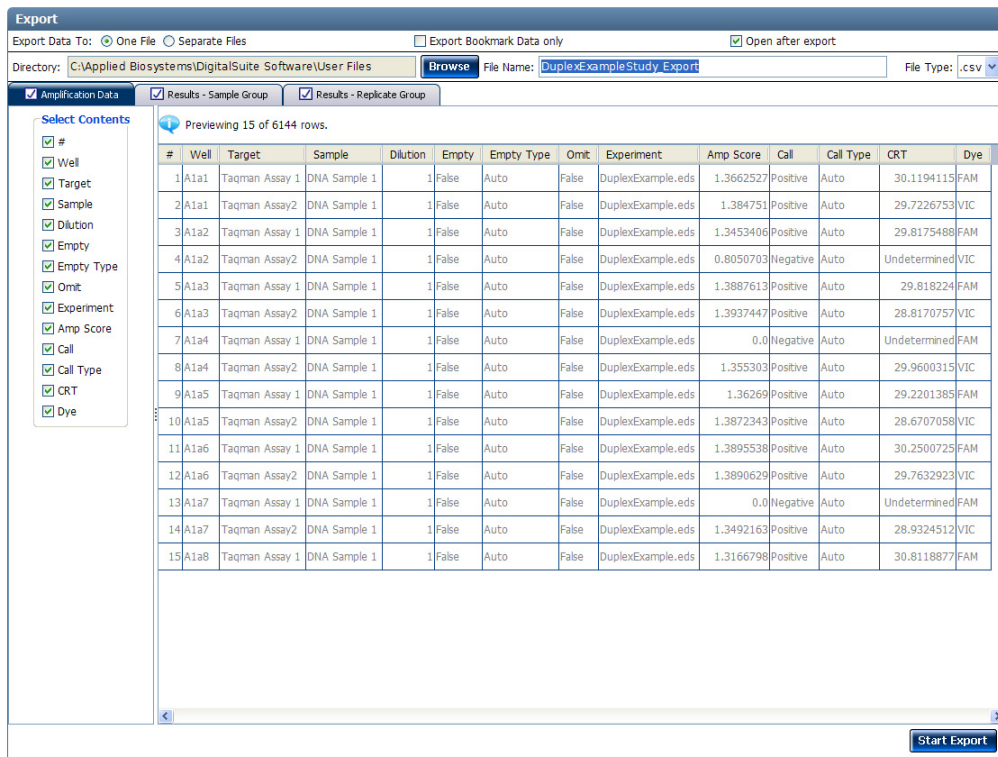 Export
Export Data To: One File Separate Files Export Bookmark Data only Open after export
Directory: C:\Applied Biosystems\DigitalSuite Software\User Files Browse File Name: DuplexExampleStudy_Export File Type: .csv
Amplification Data Results - Sample Group Results - Replicate Group
Select Contents
#
Well
Target
Sample
Dilution
Empty
Empty Type
Omit
Experiment
Amp Score
Call
Call Type
CRT
Dye
Previewing 15 of 6144 rows.
# Well Target Sample Dilution Empty Empty Type Omit Experiment Amp Score Call Call Type CRT Dye
1 A1a1 Taqman Assay 1 DNA Sample 1 1 False Auto False DuplexExample.eds 1.3662527 Positive Auto 30.1194115 FAM
2 A1a1 Taqman Assay2 DNA Sample 1 1 False Auto False DuplexExample.eds 1.384751 Positive Auto 29.7226753 VIC
3 A1a2 Taqman Assay 1 DNA Sample 1 1 False Auto False DuplexExample.eds 1.3453406 Positive Auto 29.8175488 FAM
4 A1a2 Taqman Assay2 DNA Sample 1 1 False Auto False DuplexExample.eds 0.8050703 Negative Auto Undetermined VIC
5 A1a3 Taqman Assay 1 DNA Sample 1 1 False Auto False DuplexExample.eds 1.3887613 Positive Auto 29.818224 FAM
6 A1a3 Taqman Assay2 DNA Sample 1 1 False Auto False DuplexExample.eds 1.3937447 Positive Auto 28.8170757 VIC
7 A1a4 Taqman Assay 1 DNA Sample 1 1 False Auto False DuplexExample.eds 0.0 Negative Auto Undetermined FAM
8 A1a4 Taqman Assay2 DNA Sample 1 1 False Auto False DuplexExample.eds 1.355303 Positive Auto 29.9600315 VIC
9 A1a5 Taqman Assay 1 DNA Sample 1 1 False Auto False DuplexExample.eds 1.36269 Positive Auto 29.2201385 FAM
10 A1a5 Taqman Assay2 DNA Sample 1 1 False Auto False DuplexExample.eds 1.3872343 Positive Auto 28.6707058 VIC
11 A1a6 Taqman Assay 1 DNA Sample 1 1 False Auto False DuplexExample.eds 1.3895538 Positive Auto 30.2500725 FAM
12 A1a6 Taqman Assay2 DNA Sample 1 1 False Auto False DuplexExample.eds 1.3890629 Positive Auto 29.7632923 VIC
13 A1a7 Taqman Assay 1 DNA Sample 1 1 False Auto False DuplexExample.eds 0.0 Negative Auto Undetermined FAM
14 A1a7 Taqman Assay2 DNA Sample 1 1 False Auto False DuplexExample.eds 1.3492163 Positive Auto 28.9324512 VIC
15 A1a8 Taqman Assay 1 DNA Sample 1 1 False Auto False DuplexExample.eds 1.3166798 Positive Auto 30.8118877 FAM
Start Export